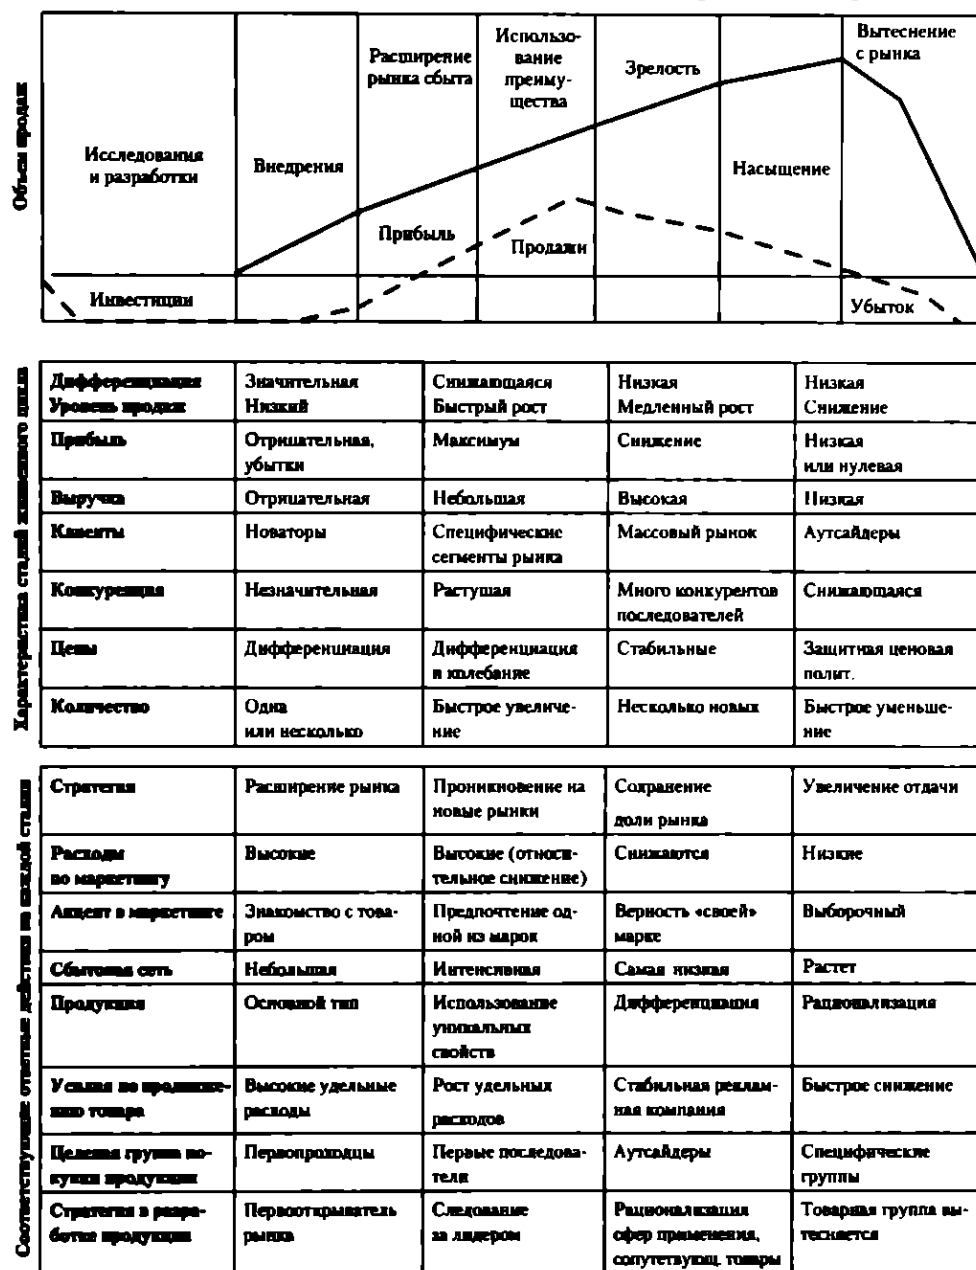 Объем продаж
Исследования
и разработки
Внедрения
Расширение
рынка сбыта
Использо-
вание
преиму-
щества
Зрелость
Насыщение
Вытеснение
с рынка
Прибыль
Продажи
Инвестиции
Убыток
Характеристика стадий жизненного цикла
Дифференциация
Уровень продаж
Значительная
Низкий
Снижающаяся
Быстрый рост
Низкая
Медленный рост
Низкая
Снижение
Прибыль
Отрицательная,
убытки
Максимум
Снижение
Низкая
или нулевая
Выручка
Отрицательная
Небольшая
Высокая
Низкая
Клиенты
Новаторы
Специфические
сегменты рынка
Массовый рынок
Аутсайдеры
Конкуренция
Незначительная
Растущая
Много конкурентов
последователей
Снижающаяся
Цены
Дифференциация
Дифференциация
и колебание
Стабильные
Защитная ценовая
полит.
Количество
Одна
или несколько
Быстрое увеличе-
ние
Несколько новых
Быстрое уменьше-
ние
Соответствующие ответные действия на каждой стадии
Стратегия
Расширение рынка
Проникновение на
новые рынки
Сохранение
доли рынка
Увеличение отдачи
Расходы
по маркетингу
Высокие
Высокие (относи-
тельное снижение)
Снижаются
Низкие
Акцент в маркетинге
Знакомство с това-
ром
Предпочтение од-
ной из марок
Верность «своей»
марке
Выборочный
Сбытовая сеть
Небольшая
Интенсивная
Самая низкая
Растет
Продукция
Основной тип
Использование
уникальных
свойств
Дифференциация
Рационализация
Усилия по продвиже-
нию товара
Высокие удельные
расходы
Рост удельных
расходов
Стабильная реклам-
ная компания
Быстрое снижение
Целевая группа по-
купки продукции
Первопроходцы
Первые последова-
тели
Аутсайдеры
Специфические
группы
Стратегия в разра-
ботке продукции
Первооткрыватель
рынка
Следование
за лидером
Рационализация
сфер применения,
сопутствующ. товары
Товарная группа вы-
тесняется